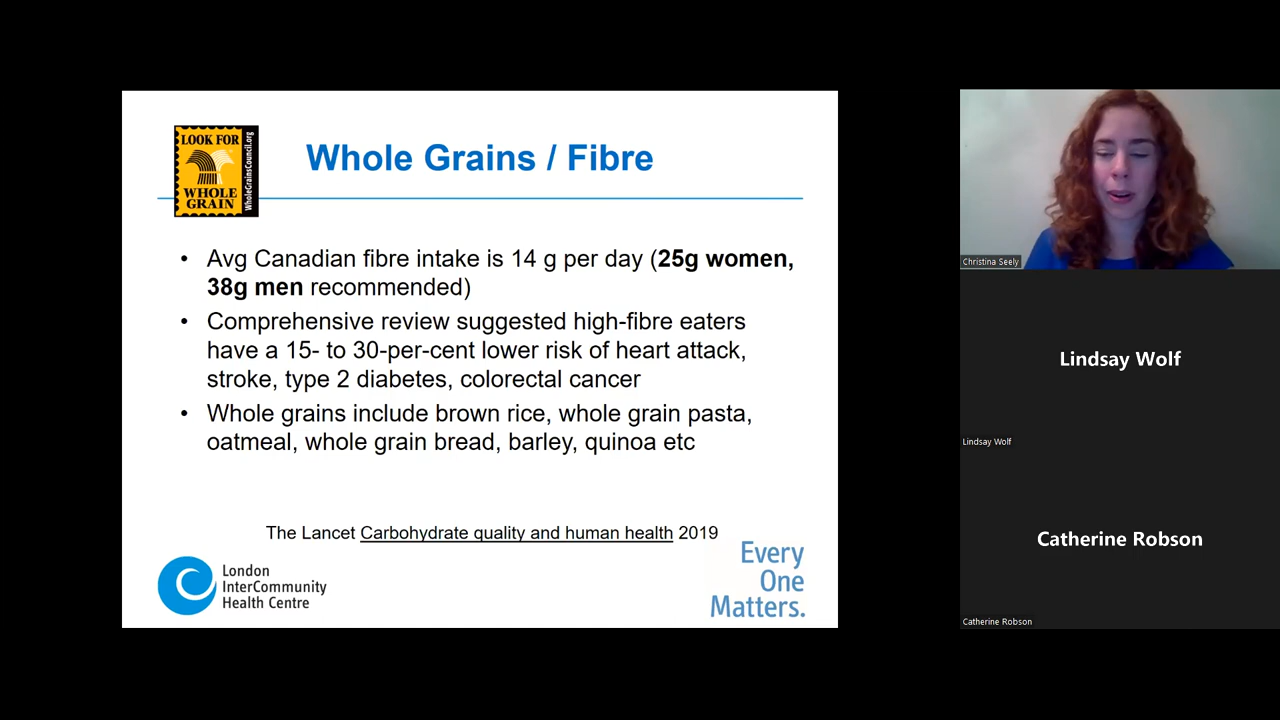 LOOK FOR
WHOLE
GRAIN
WholeGrainsCouncil.org
Whole Grains / Fibre
• Avg Canadian fibre intake is 14 g per day (25g women,
38g men recommended)
• Comprehensive review suggested high-fibre eaters
have a 15- to 30-per-cent lower risk of heart attack,
stroke, type 2 diabetes, colorectal cancer
• Whole grains include brown rice, whole grain pasta,
oatmeal, whole grain bread, barley, quinoa etc
The Lancet Carbohydrate quality and human health 2019
London
InterCommunity
Health Centre
Every
One
Matters.
Christina Seely
Lindsay Wolf
Lindsay Wolf
Catherine Robson
Catherine Robson